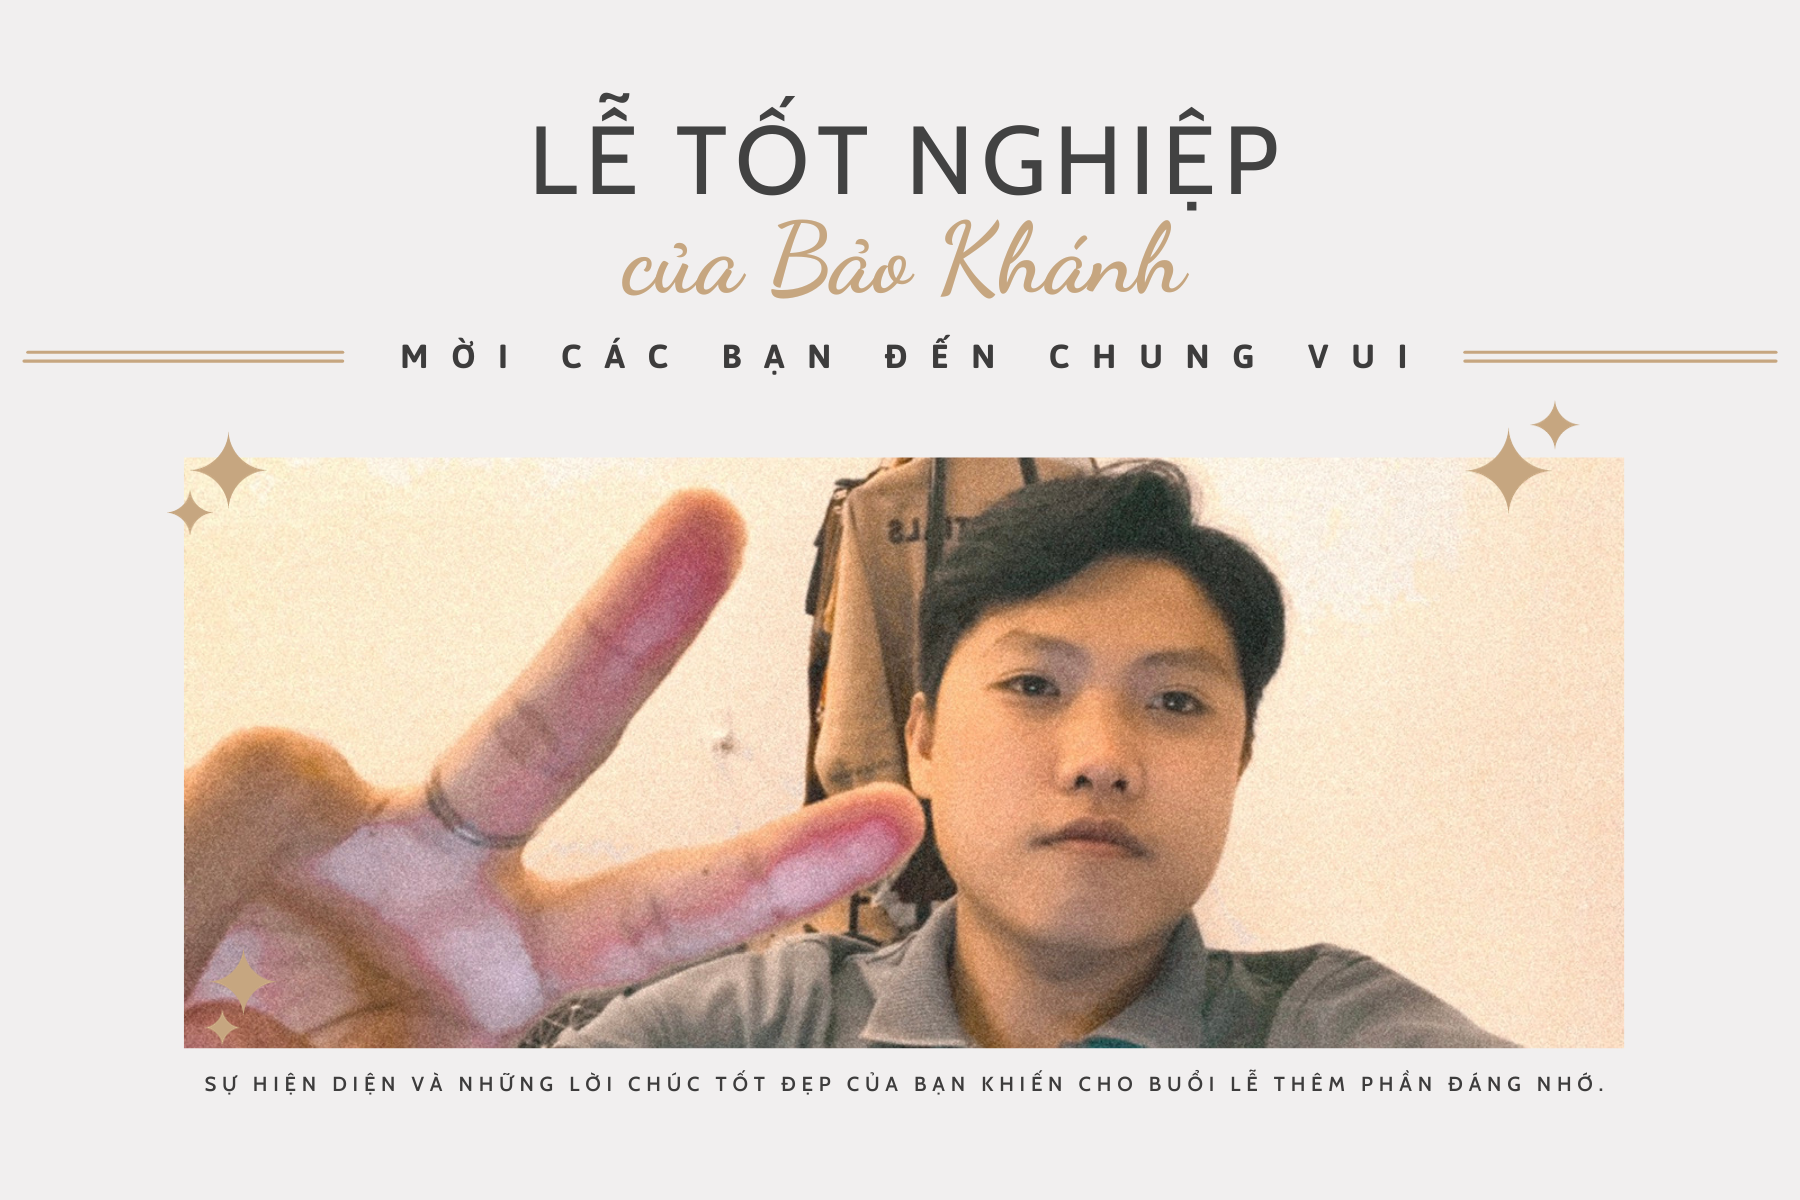 LỄ TỐT NGHIỆP
của Bảo Khánh
MỜI CÁC BẠN ĐẾN CHUNG VUI
SỰ HIỆN DIỆN VÀ NHỮNG LỜI CHÚC TỐT ĐẸP CỦA BẠN KHIẾN CHO BUỔI LỄ THÊM PHẦN ĐÁNG NHỚ.